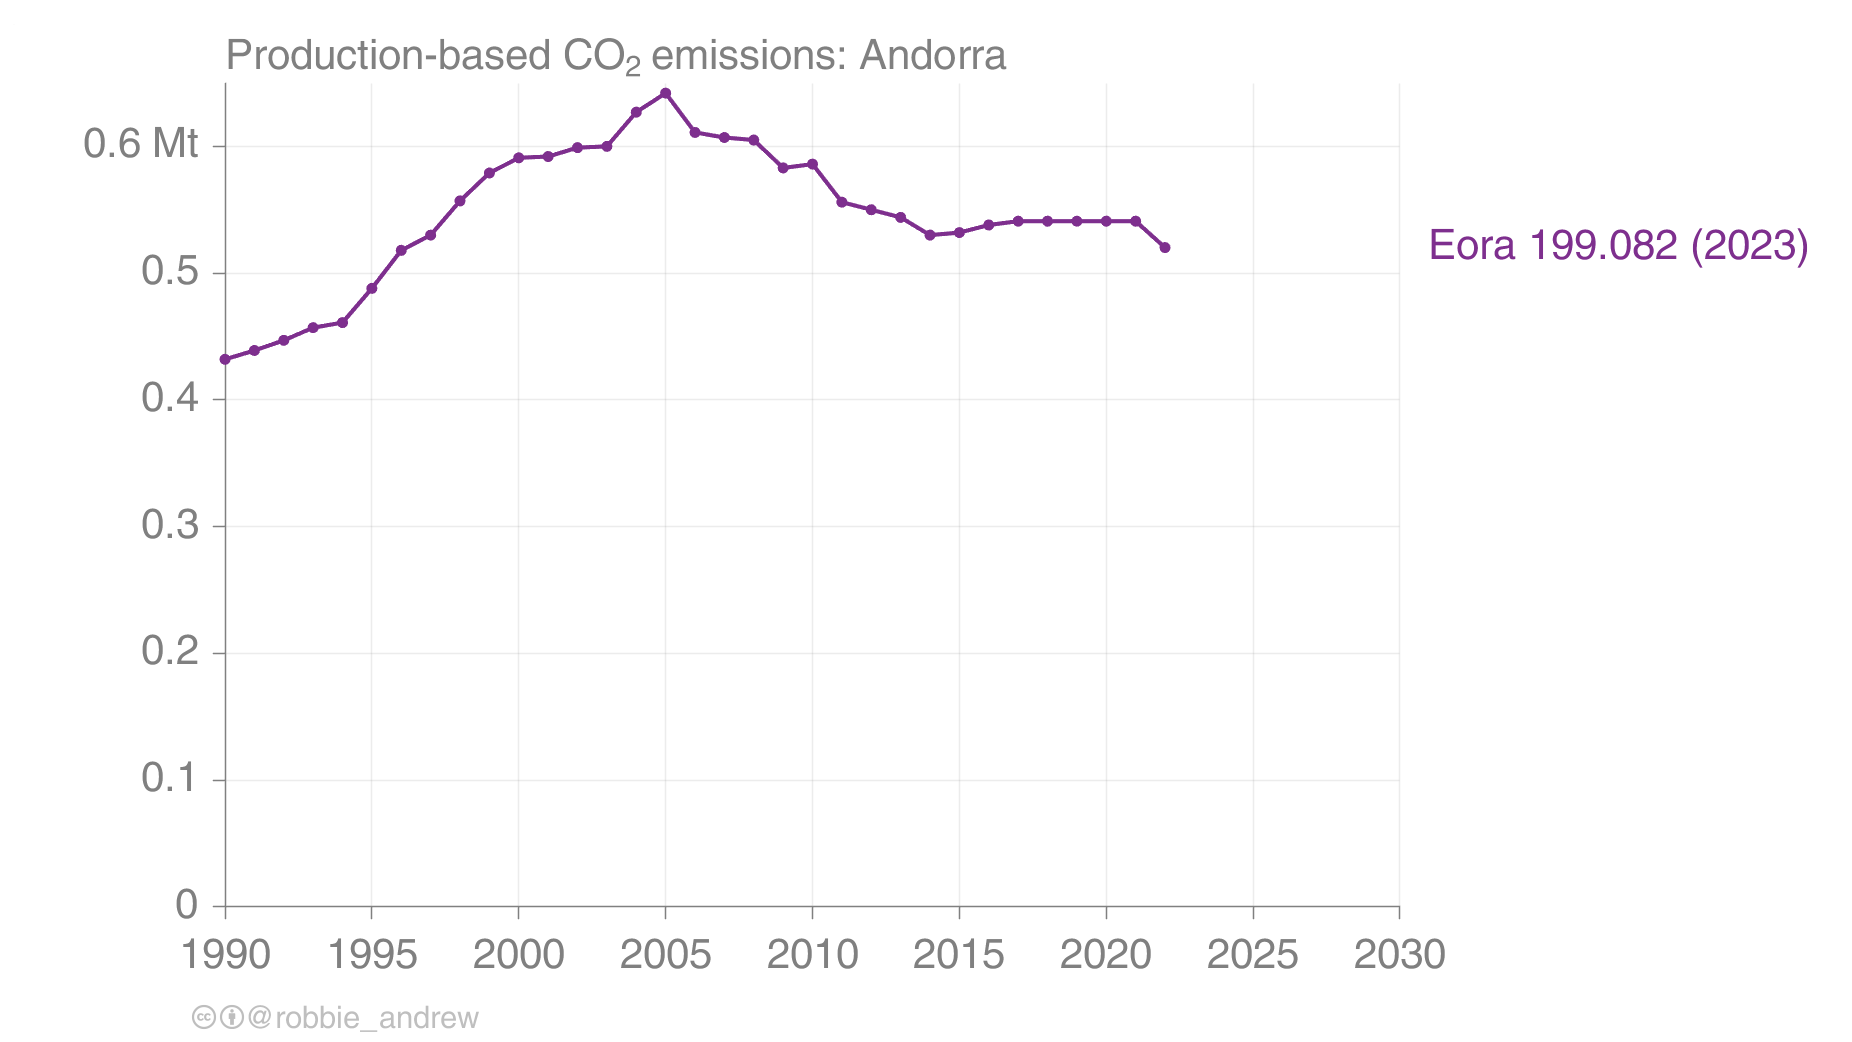 Production-based CO₂ emissions: Andorra
0.6 Mt
0.5
0.4
0.3
0.2
0.1
0
1990 1995 2000 2005 2010 2015 2020 2025 2030
Eora 199.082 (2023)
cc @robbie_andrew